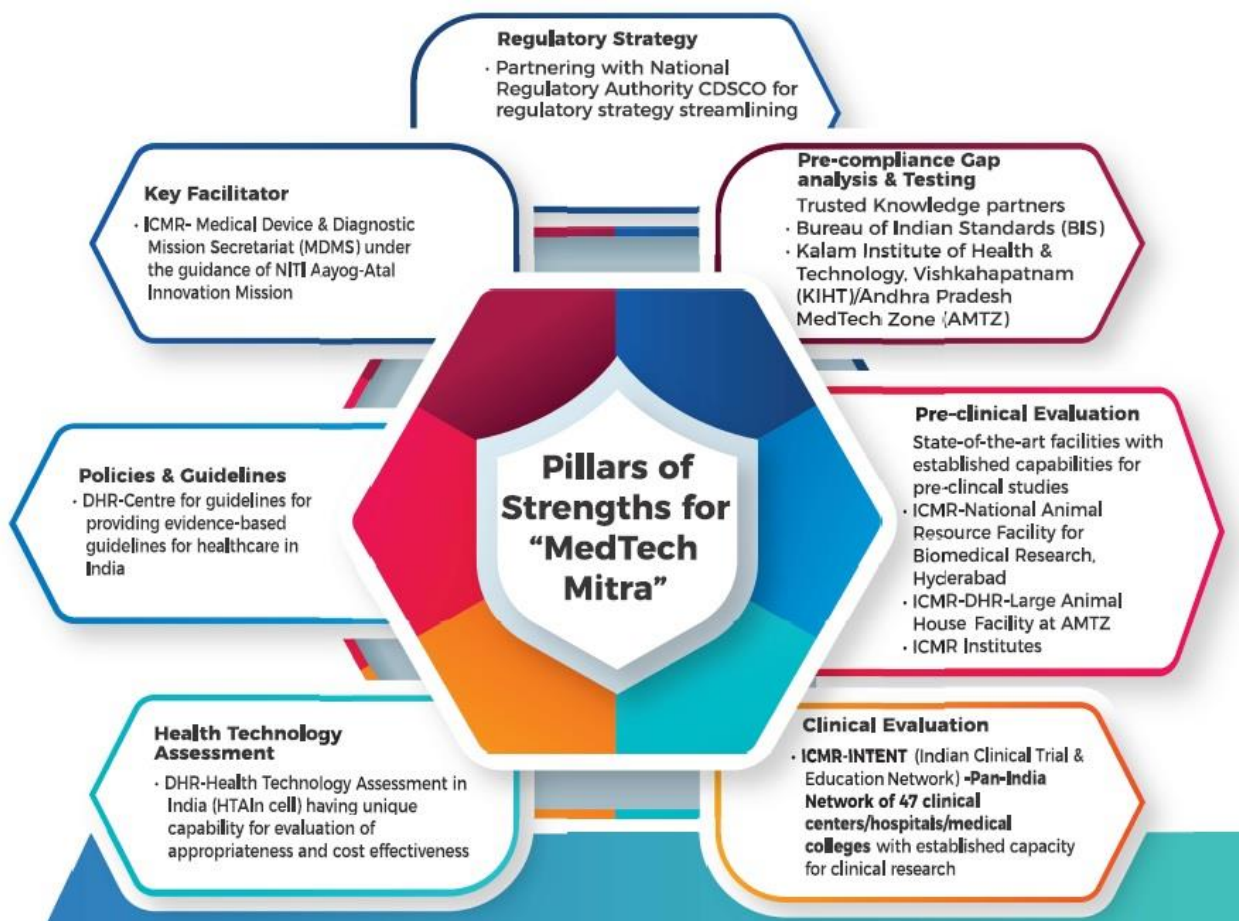 Regulatory Strategy
· Partnering with National
Regulatory Authority CDSCO for
regulatory strategy streamlining
Key Facilitator
· ICMR- Medical Device & Diagnostic
Mission Secretariat (MDMS) under
the guidance of NITI Aayog-Atal
Innovation Mission
Pre-compliance Gap
analysis & Testing
Trusted Knowledge partners
· Bureau of Indian Standards (BIS)
· Kalam Institute of Health &
Technology, Vishkahapatnam
(KIHT)/Andhra Pradesh
MedTech Zone (AMTZ)
Policies & Guidelines
· DHR-Centre for guidelines for
providing evidence-based
guidelines for healthcare in
India
Pillars of
Strengths for
“MedTech
Mitra”
Pre-clinical Evaluation
State-of-the-art facilities with
established capabilities for
pre-clincal studies
· ICMR-National Animal
Resource Facility for
Biomedical Research,
Hyderabad
· ICMR-DHR-Large Animal
House Facility at AMTZ
· ICMR Institutes
Health Technology
Assessment
· DHR-Health Technology Assessment in
India (HTAIn cell) having unique
capability for evaluation of
appropriateness and cost effectiveness
Clinical Evaluation
· ICMR-INTENT (Indian Clinical Trial &
Education Network) -Pan-India
Network of 47 clinical
centers/hospitals/medical
colleges with established capacity
for clinical research